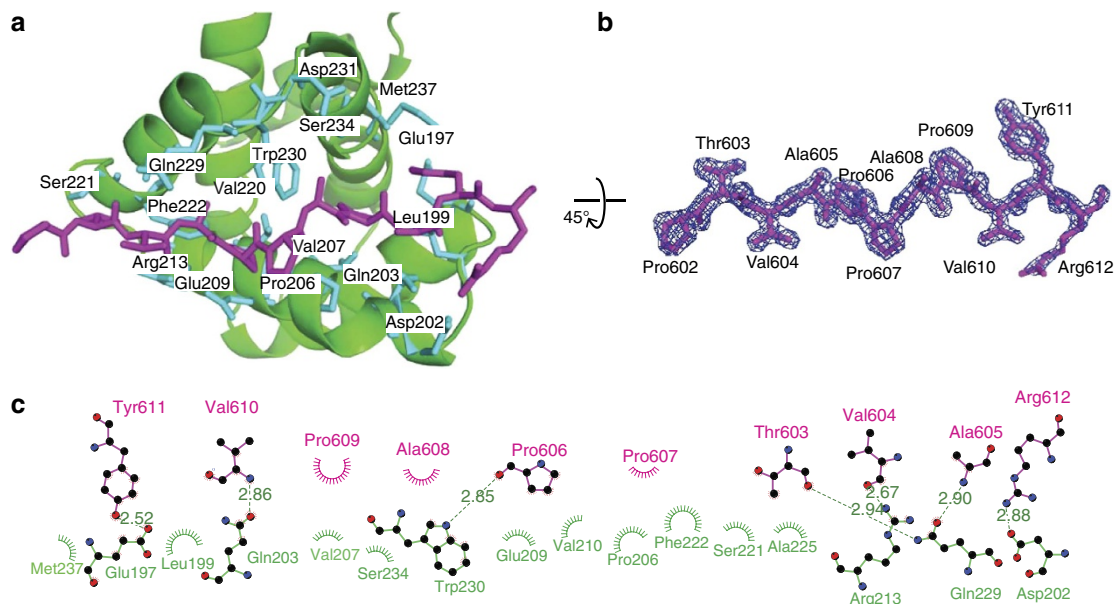 a
Asp231
Met237
Ser234
Glu197
Gln229
Trp230
Ser221
Val220
Phe222
Leu199
Val207
Arg213
Gln203
Glu209
Pro206
Asp202
b
45°
Tyr611
Pro609
Thr603
Ala605
Ala608
Pro606
Pro602
Val604
Pro607
Val610
Arg612
c
Tyr611
Val610
Pro609
Ala608
Pro606
Pro607
Thr603
Val604
Ala605
Arg612
2.52
2.86
2.85
2.67
2.94
2.90
2.88
Met237
Glu197
Leu199
Gln203
Val207
Ser234
Trp230
Glu209
Val210
Pro206
Phe222
Ser221
Ala225
Arg213
Gln229
Asp202